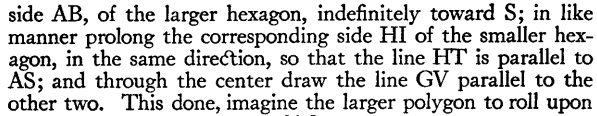 side AB, of the larger hexagon, indefinitely toward S; in like
manner prolong the corresponding side HI of the smaller hex-
agon, in the same direction, so that the line HT is parallel to
AS; and through the center draw the line GV parallel to the
other two. This done, imagine the larger polygon to roll upon